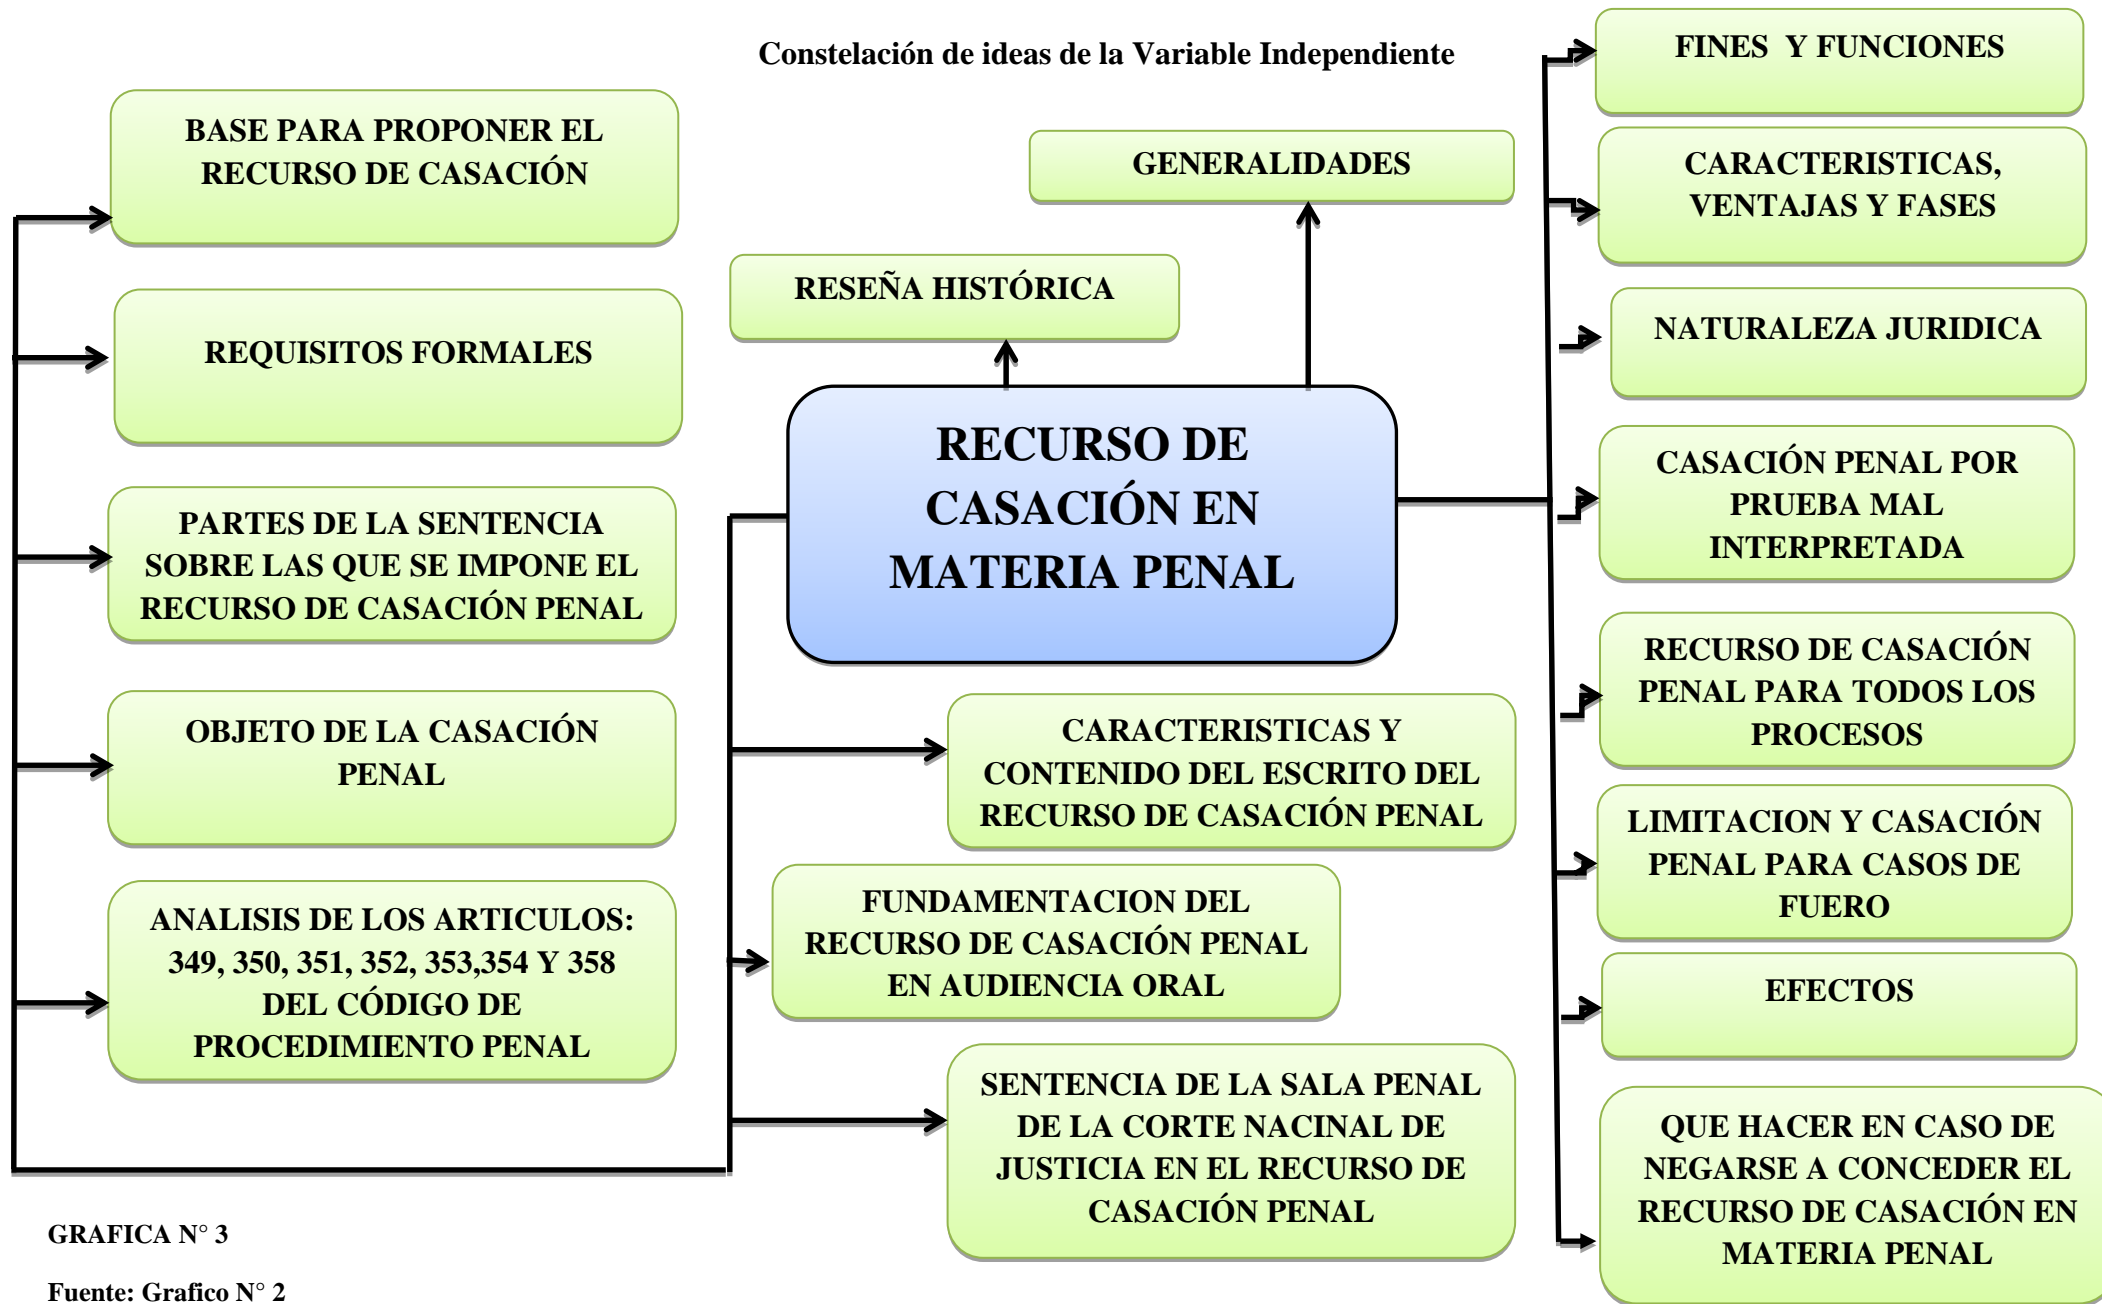 Constelación de ideas de la Variable Independiente
BASE PARA PROPONER EL
RECURSO DE CASACIÓN
REQUISITOS FORMALES
PARTES DE LA SENTENCIA
SOBRE LAS QUE SE IMPONE EL
RECURSO DE CASACIÓN PENAL
OBJETO DE LA CASACIÓN
PENAL
ANALISIS DE LOS ARTICULOS:
349, 350, 351, 352, 353,354 Y 358
DEL CÓDIGO DE
PROCEDIMIENTO PENAL
GENERALIDADES
RESEÑA HISTÓRICA
RECURSO DE
CASACIÓN EN
MATERIA PENAL
CARACTERISTICAS Y
CONTENIDO DEL ESCRITO DEL
RECURSO DE CASACIÓN PENAL
FUNDAMENTACION DEL
RECURSO DE CASACIÓN PENAL
EN AUDIENCIA ORAL
SENTENCIA DE LA SALA PENAL
DE LA CORTE NACINAL DE
JUSTICIA EN EL RECURSO DE
CASACIÓN PENAL
FINES  Y FUNCIONES
CARACTERISTICAS,
VENTAJAS Y FASES
NATURALEZA JURIDICA
CASACIÓN PENAL POR
PRUEBA MAL
INTERPRETADA
RECURSO DE CASACIÓN
PENAL PARA TODOS LOS
PROCESOS
LIMITACION Y CASACIÓN
PENAL PARA CASOS DE
FUERO
EFECTOS
QUE HACER EN CASO DE
NEGARSE A CONCEDER EL
RECURSO DE CASACIÓN EN
MATERIA PENAL
GRAFICA N° 3
Fuente: Grafico N° 2